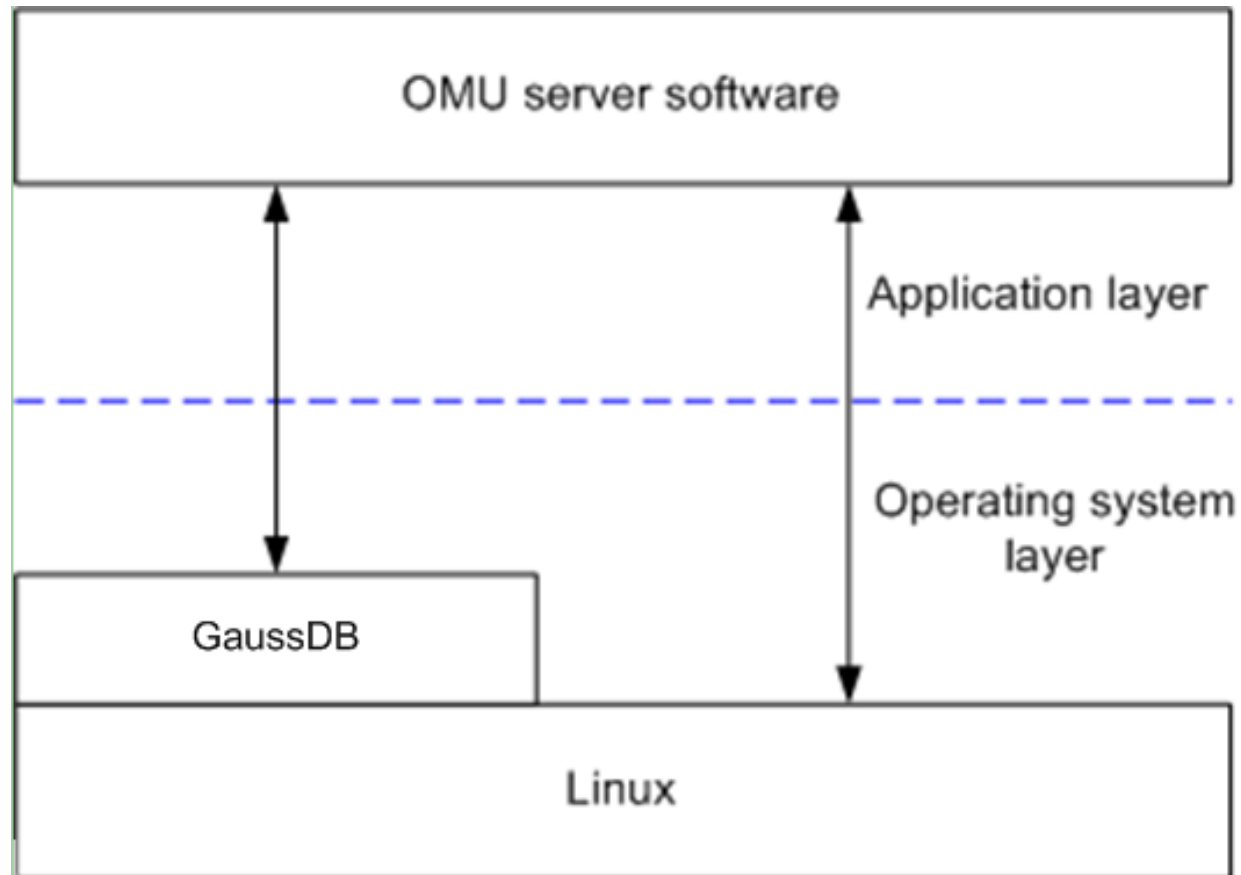 OMU server software
Application layer
Operating system
layer
GaussDB
Linux